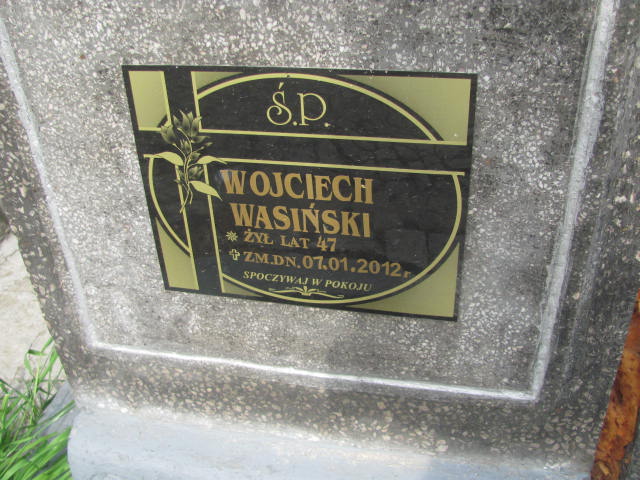 Ś.P.
WOJCIECH
WASIŃSKI
ŻYŁ LAT 47
ZM.DN.07.01.2012r.
SPOCZYWAJ W POKOJU